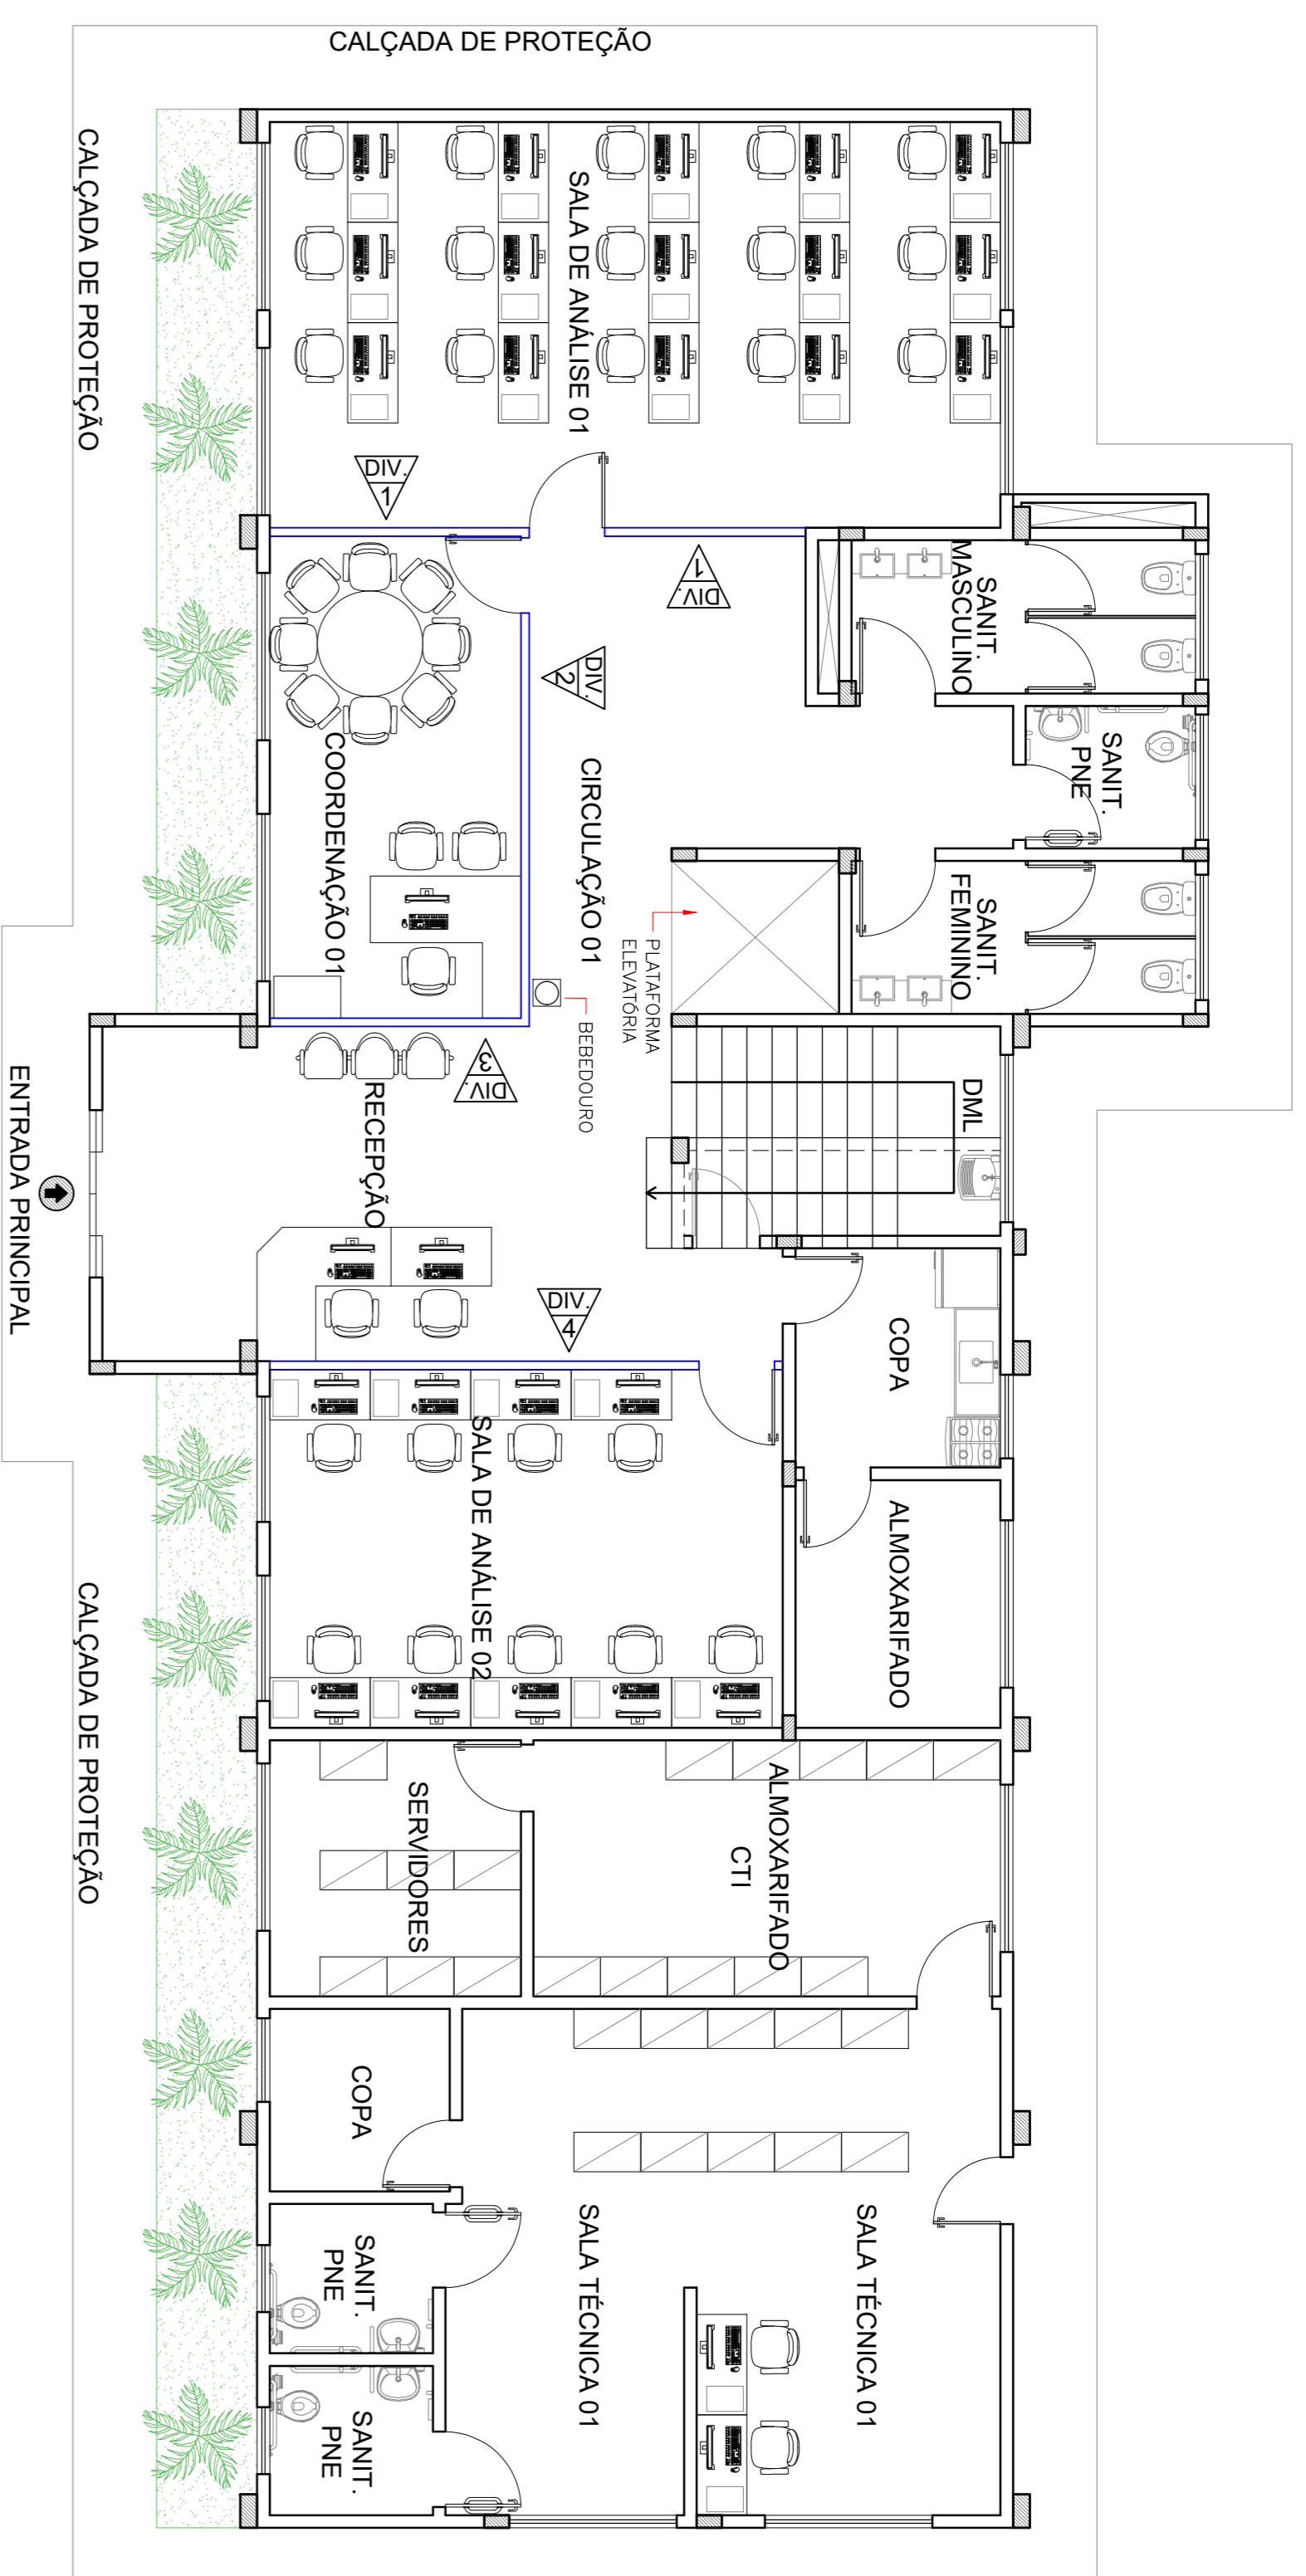 CALÇADA DE PROTEÇÃO
CALÇADA DE PROTEÇÃO
SALA DE ANÁLISE 01
DIV.
1
DIV.
1
SANIT.
MASCULINO
DIV.
2
SANIT.
PNE
COORDENAÇÃO 01
CIRCULAÇÃO 01
SANIT.
FEMININO
PLATAFORMA
ELEVATÓRIA
BEBEDOURO
DIV.
3
DML
RECEPÇÃO
ENTRADA PRINCIPAL
DIV.
4
COPA
SALA DE ANÁLISE 02
ALMOXARIFADO
CALÇADA DE PROTEÇÃO
SERVIDORES
ALMOXARIFADO
CTI
COPA
SANIT.
PNE
SALA TÉCNICA 01
SALA TÉCNICA 01
SANIT.
PNE